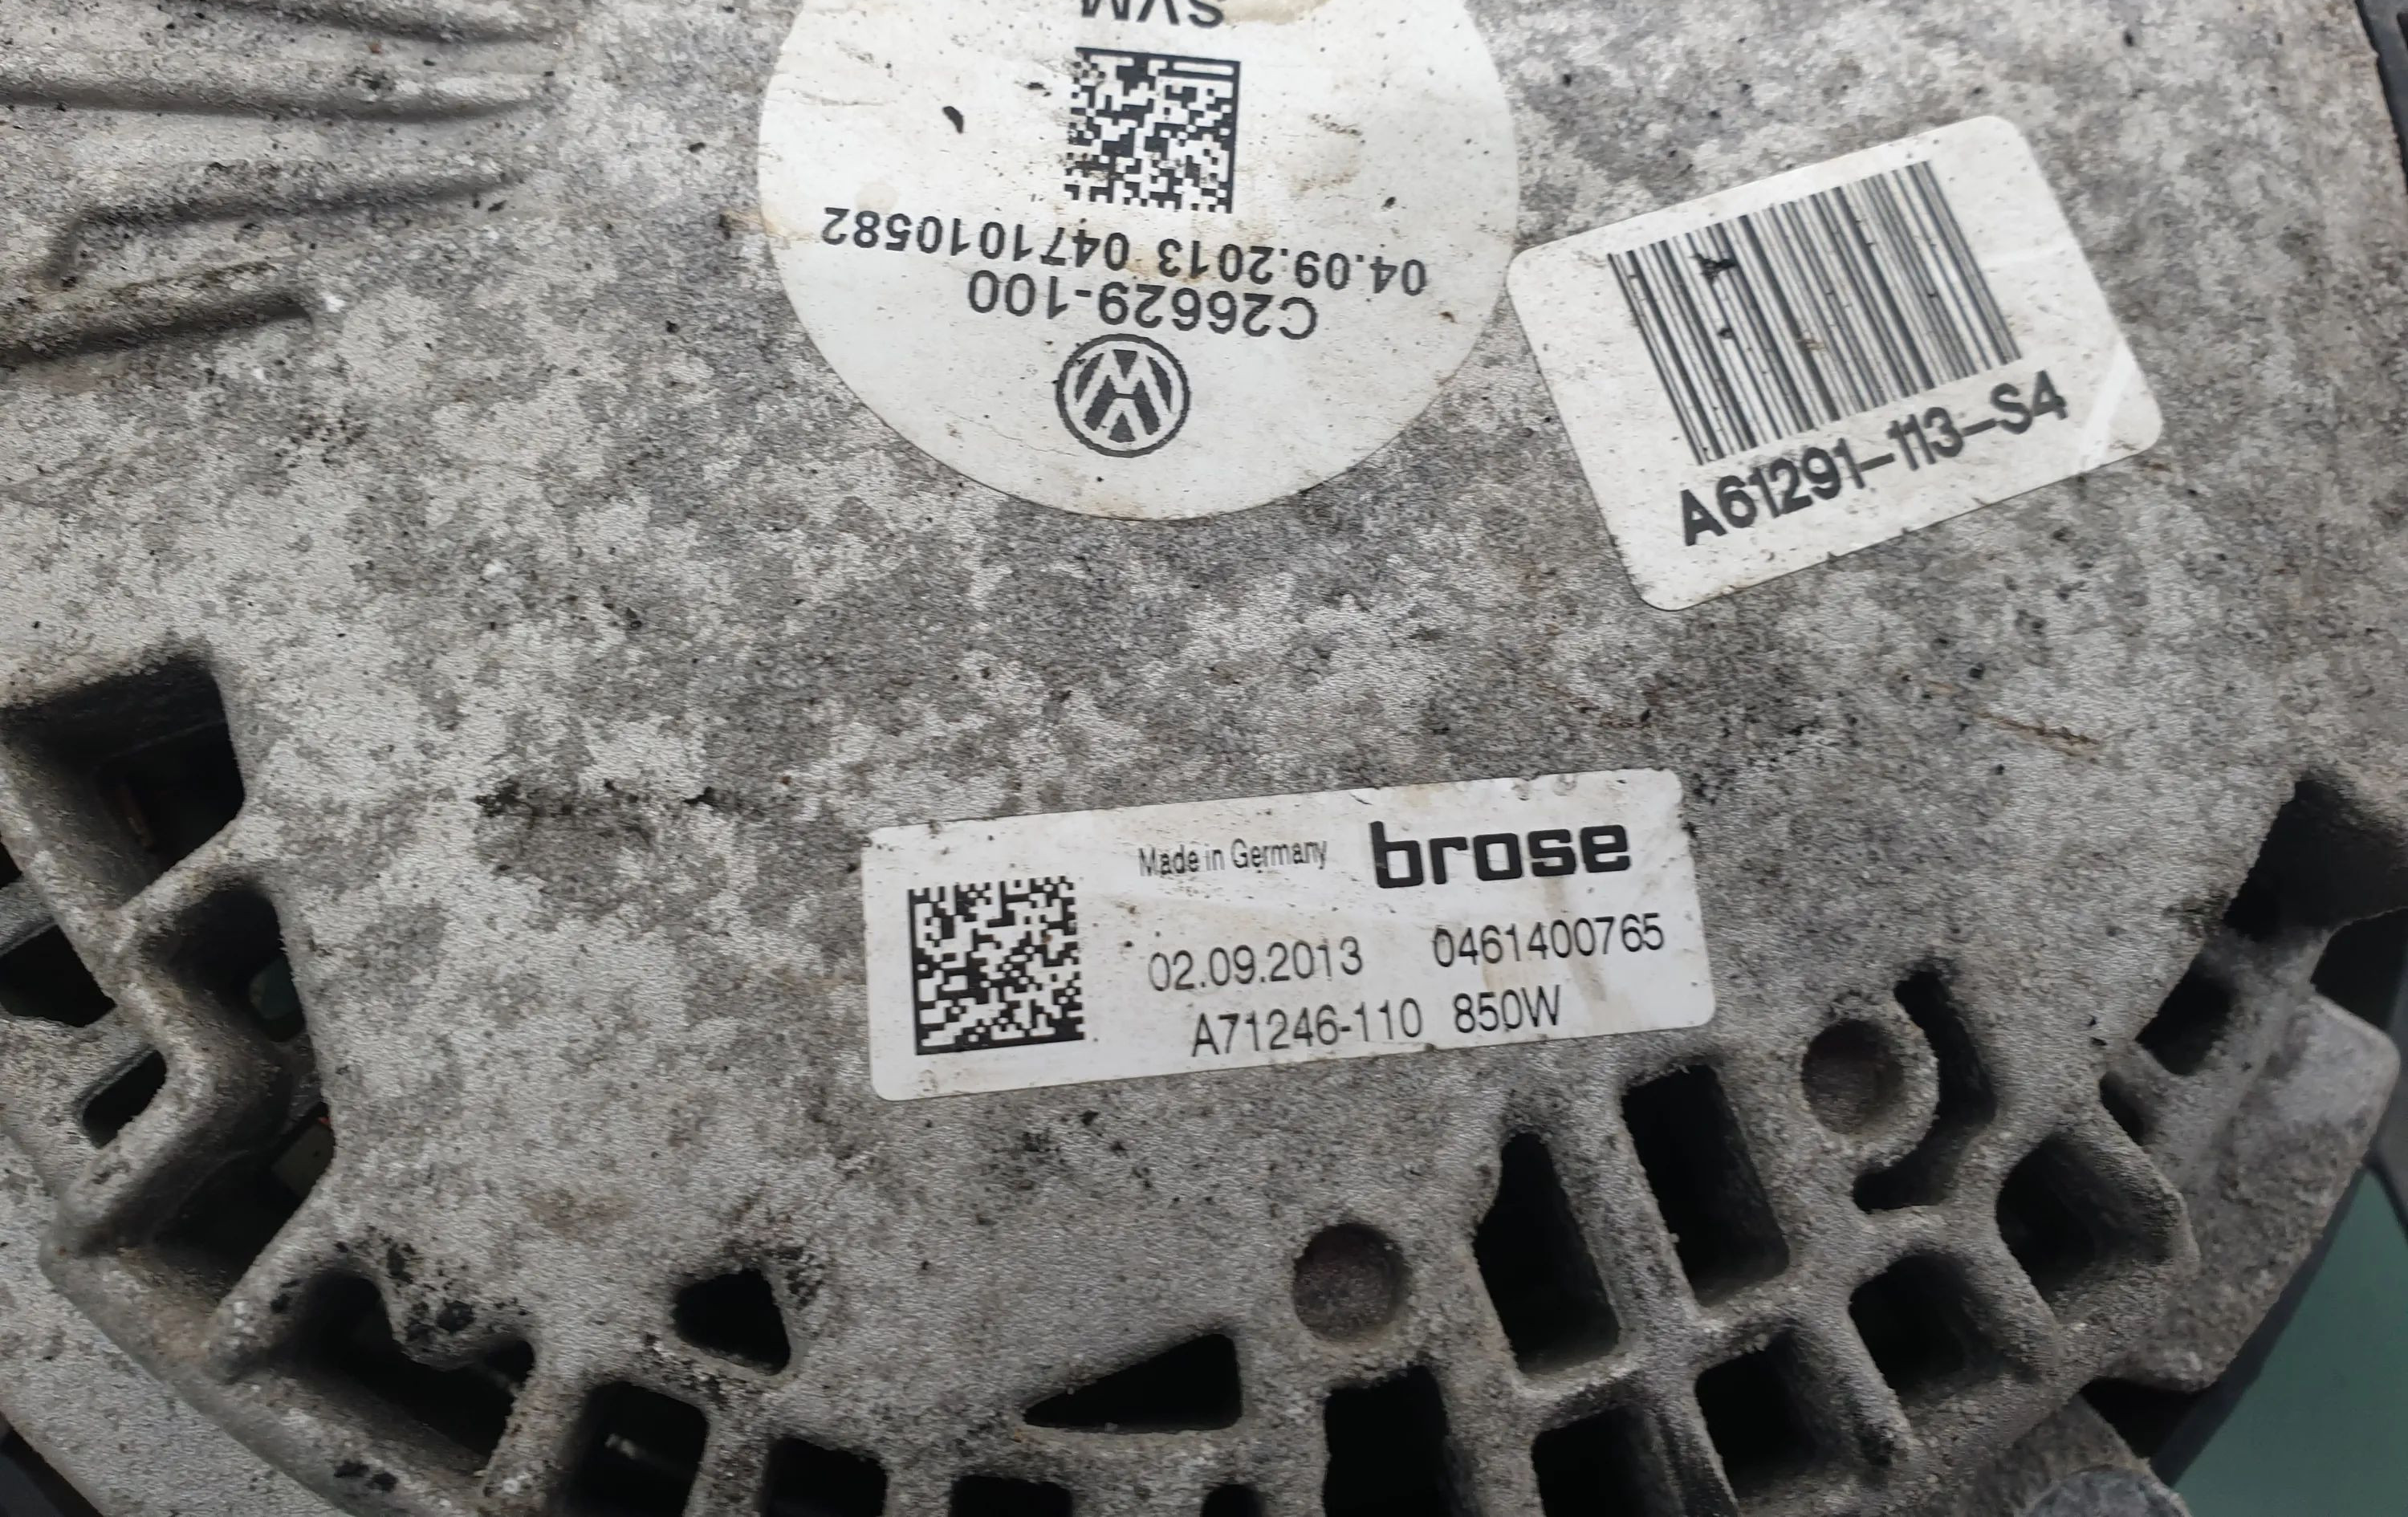 SVM
04.09.2013 0471010582
C26629-100
A61291-113-S4
Made in Germany brose
02.09.2013 0461400765
A71246-110 850W